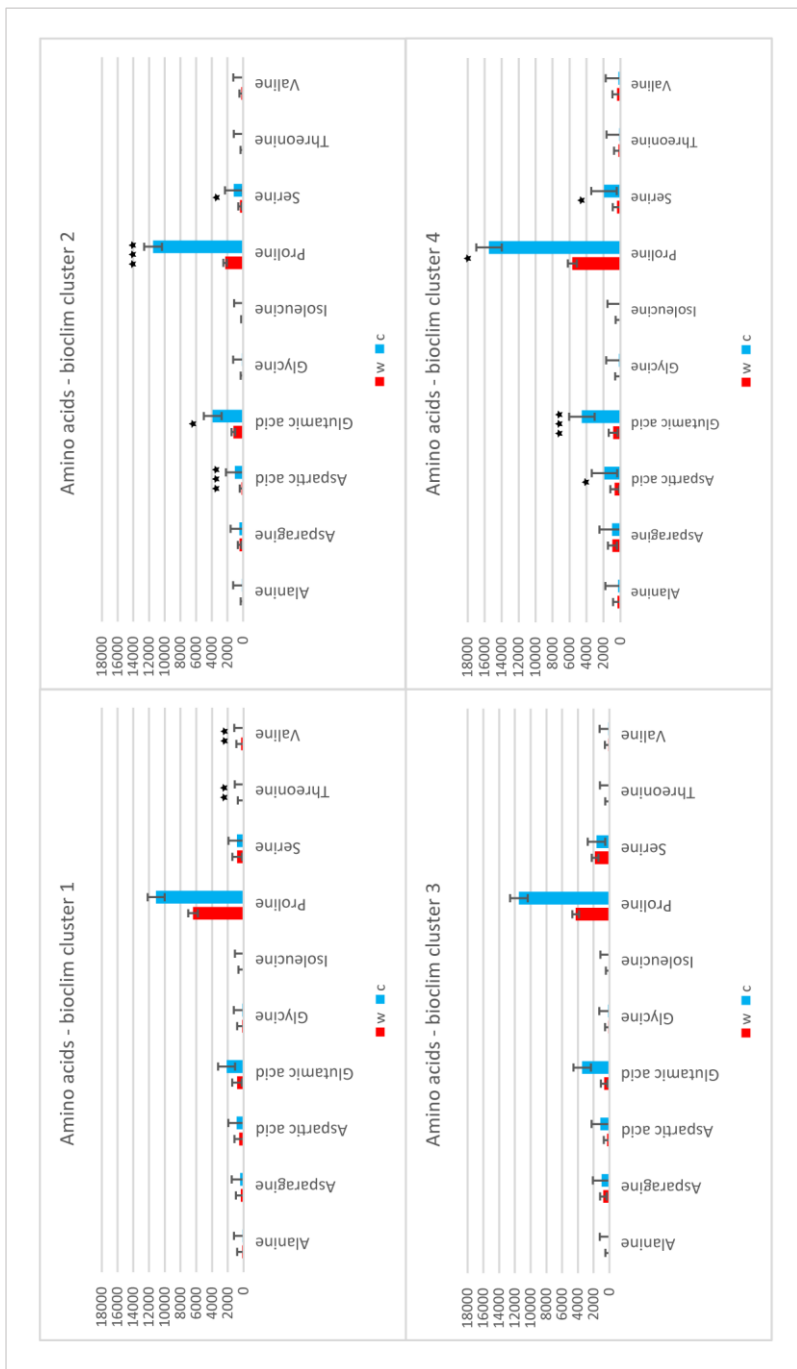 Amino acids - bioclim cluster 1
18000
16000
14000
12000
10000
8000
6000
4000
2000
0
Alanine
Asparagine
Aspartic acid
Glutamic acid
Glycine
Isoleucine
Proline
Serine
Threonine
Valine
★★
★★
w c
Amino acids - bioclim cluster 2
18000
16000
14000
12000
10000
8000
6000
4000
2000
0
Alanine
Asparagine
Aspartic acid
Glutamic acid
Glycine
Isoleucine
Proline
Serine
Threonine
Valine
★★★
★
★★★
★
w c
Amino acids - bioclim cluster 3
18000
16000
14000
12000
10000
8000
6000
4000
2000
0
Alanine
Asparagine
Aspartic acid
Glutamic acid
Glycine
Isoleucine
Proline
Serine
Threonine
Valine
w c
Amino acids - bioclim cluster 4
18000
16000
14000
12000
10000
8000
6000
4000
2000
0
Alanine
Asparagine
Aspartic acid
Glutamic acid
Glycine
Isoleucine
Proline
Serine
Threonine
Valine
★
★★★
★
★
w c